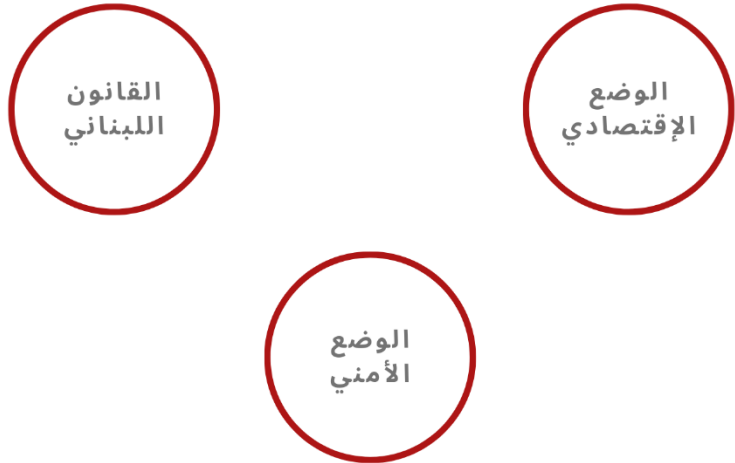 الوضع
الإقتصادي
القانون
اللبناني
الوضع
الأمني